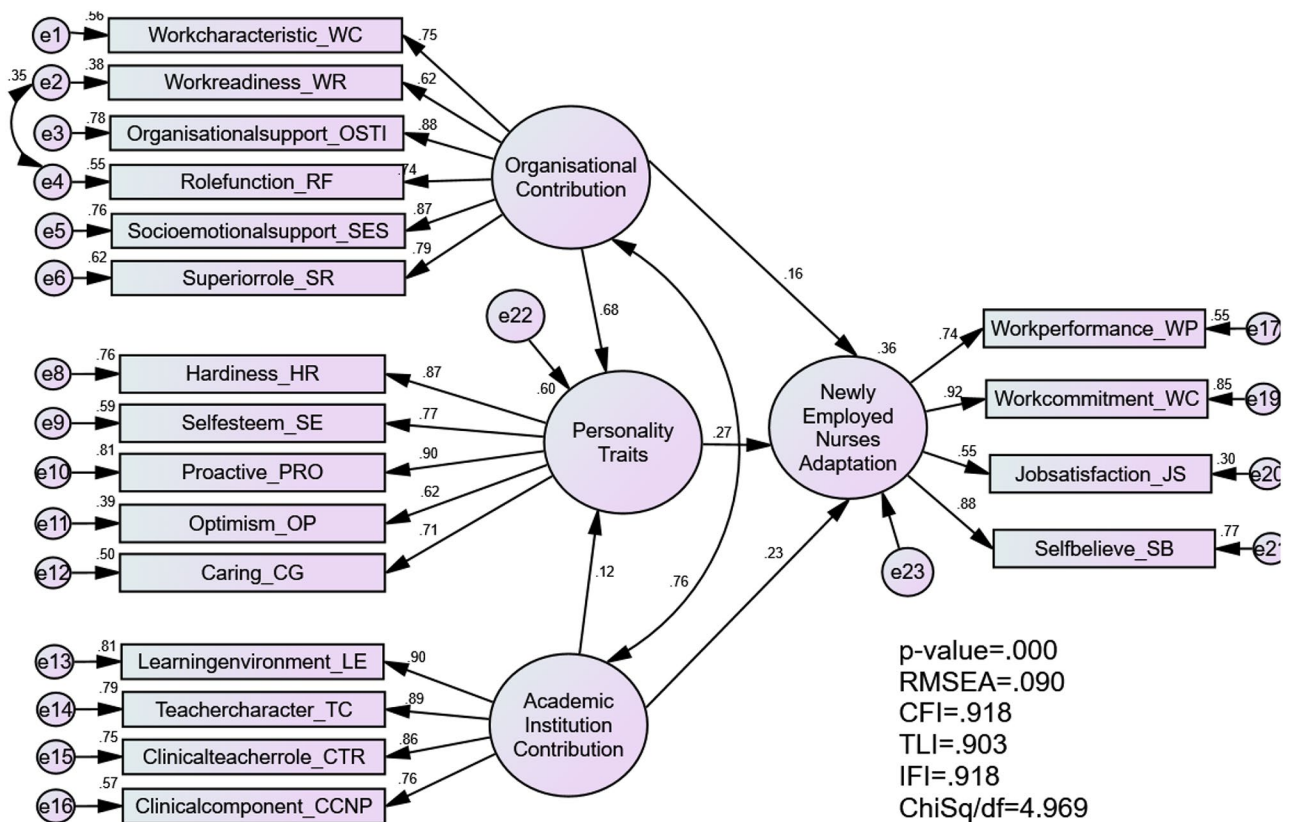 .56
e1
Workcharacteristic_WC
.75
.38
e2
Workreadiness_WR
.62
.35
.78
e3
Organisationalsupport_OSTI
.88
.55
e4
Rolefunction_RF
.74
.76
e5
Socioemotionalsupport_SES
.87
.62
e6
Superiorrole_SR
.79
Organisational
Contribution
.16
.68
e22
.60
.76
e8
Hardiness_HR
.87
.59
e9
Selfesteem_SE
.77
.81
e10
Proactive_PRO
.90
.39
e11
Optimism_OP
.62
.50
e12
Caring_CG
.71
Personality
Traits
.27
.36
Newly
Employed
Nurses
Adaptation
.74
Workperformance_WP
.55
e17
.92
Workcommitment_WC
.85
e19
.55
Jobsatisfaction_JS
.30
e20
.88
Selfbelieve_SB
.77
e23
.12
.76
.23
.81
e13
Learningenvironment_LE
.90
.79
e14
Teachercharacter_TC
.89
.75
e15
Clinicalteacherrole_CTR
.86
.57
e16
Clinicalcomponent_CCNP
.76
Academic
Institution
Contribution
p-value=.000
RMSEA=.090
CFI=.918
TLI=.903
IFI=.918
ChiSq/df=4.969